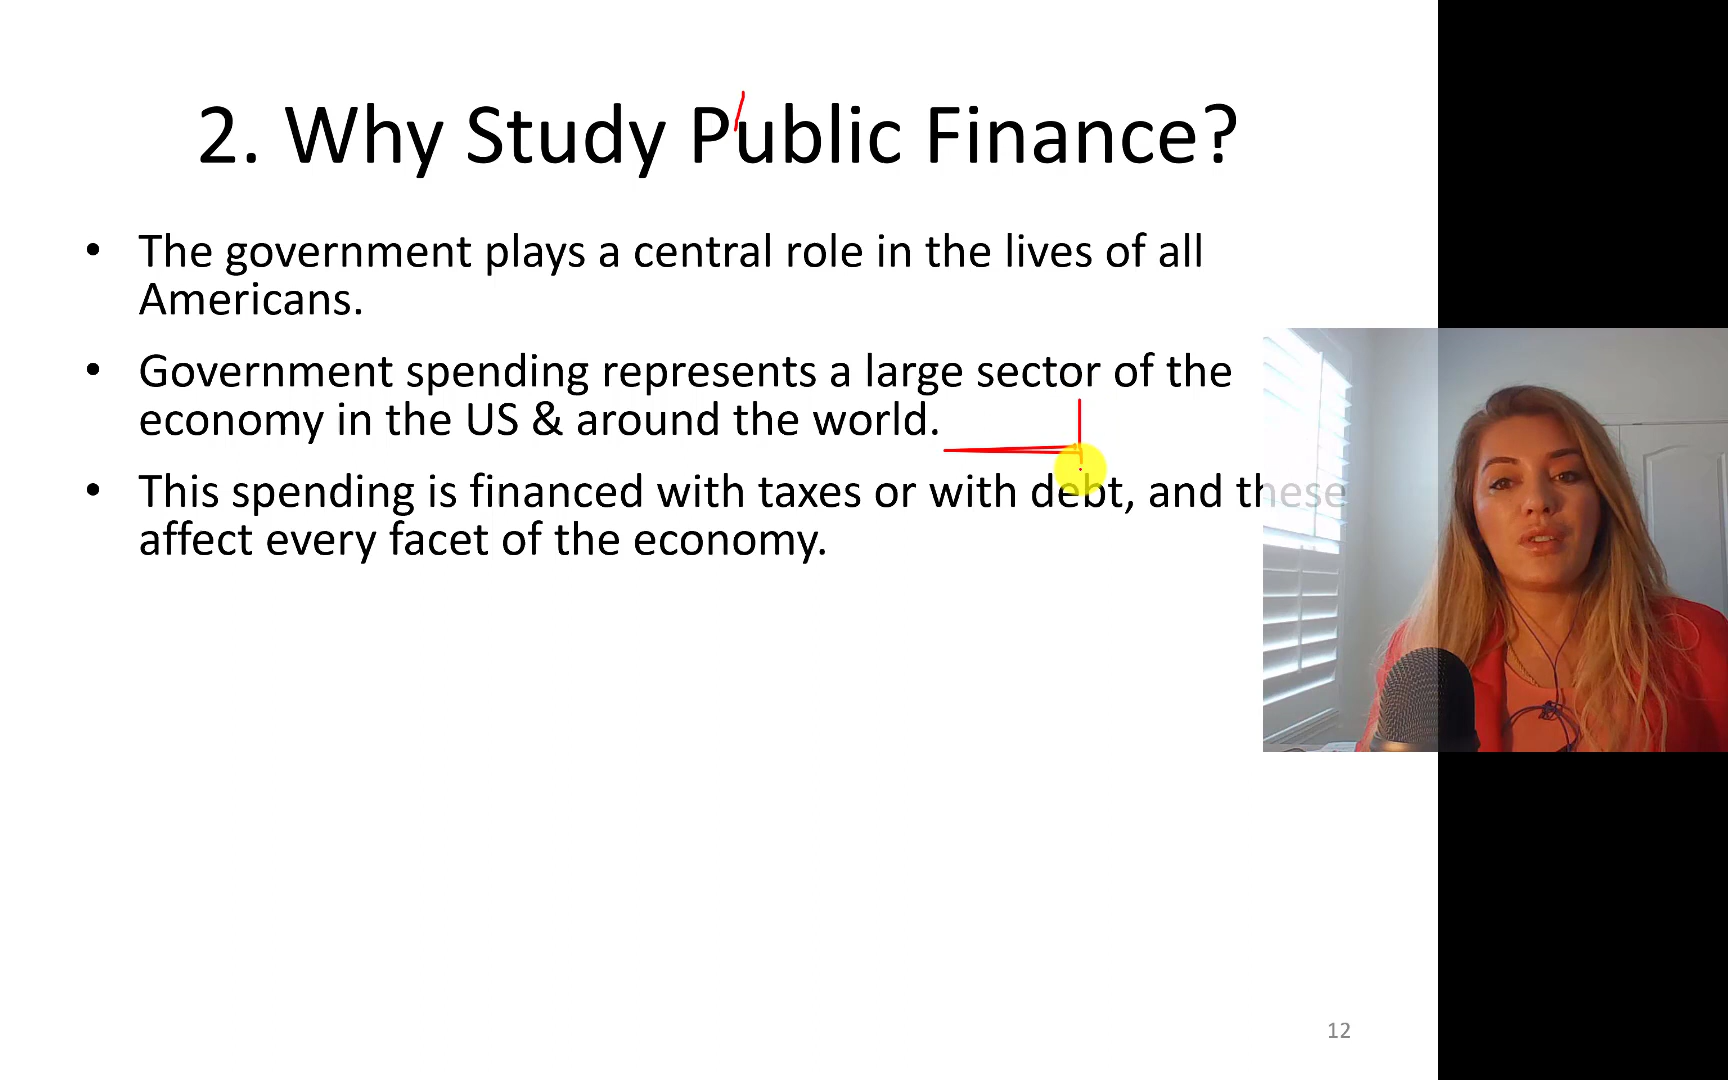 2. Why Study Public Finance?
• The government plays a central role in the lives of all
Americans.
• Government spending represents a large sector of the
economy in the US & around the world.
• This spending is financed with taxes or with debt, and these
affect every facet of the economy.
12